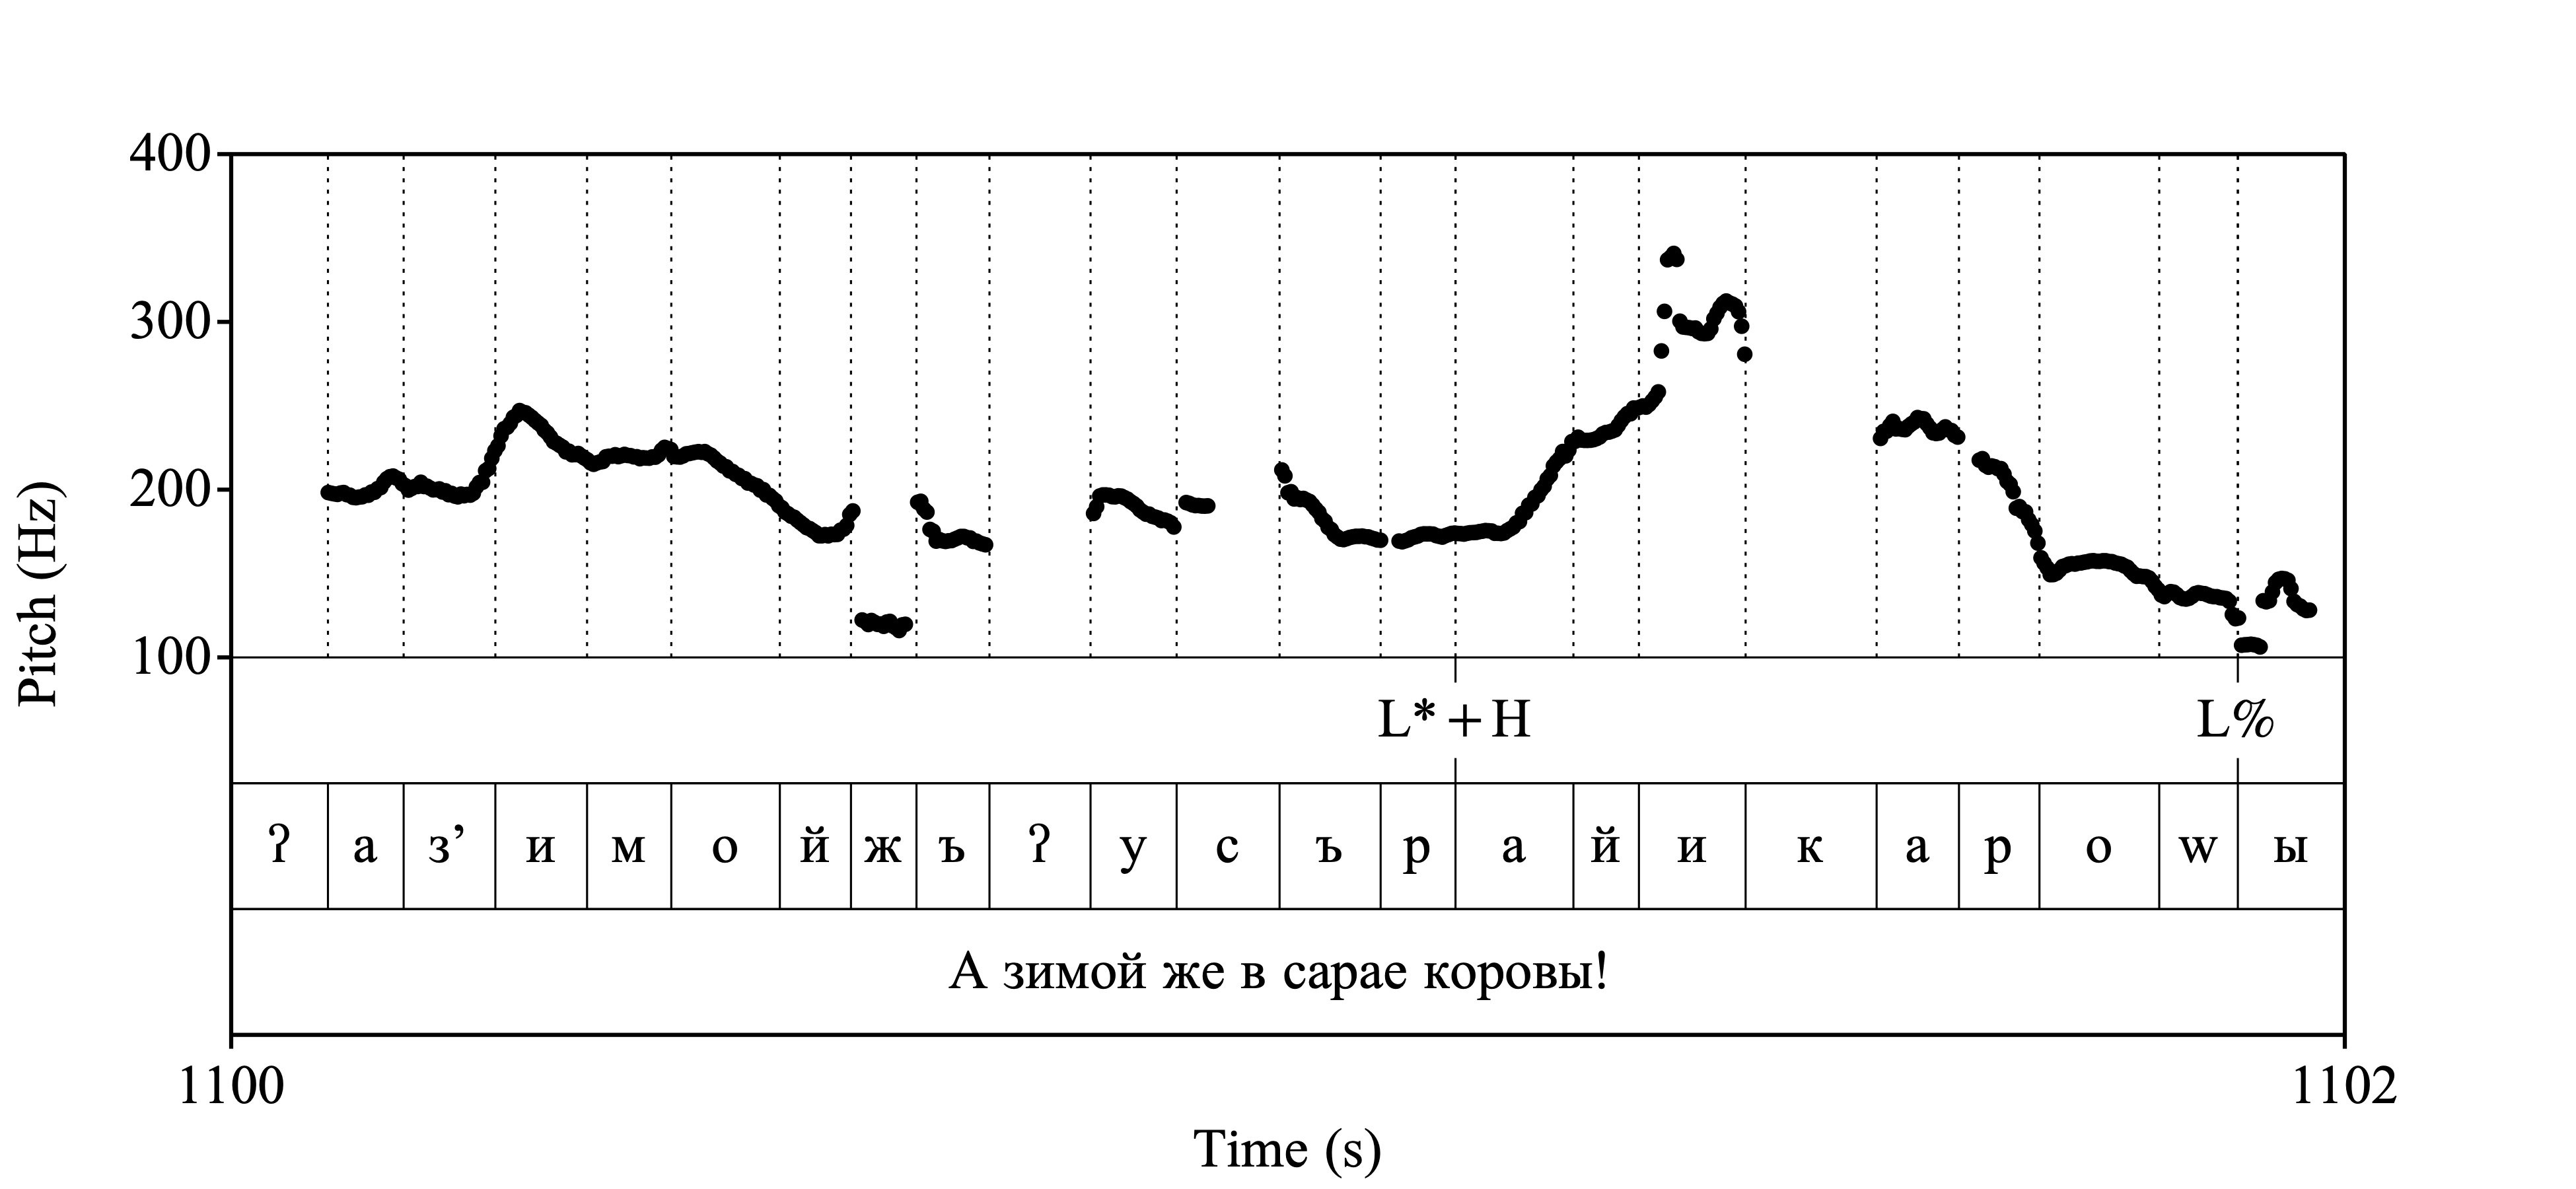 400
300
200
100
Pitch (Hz)
L*+H L%
ʔ а з’ и м о й ж ъ ʔ у с ъ р а й и к а р о w ы
А зимой же в сарае коровы!
1100 1102
Time (s)